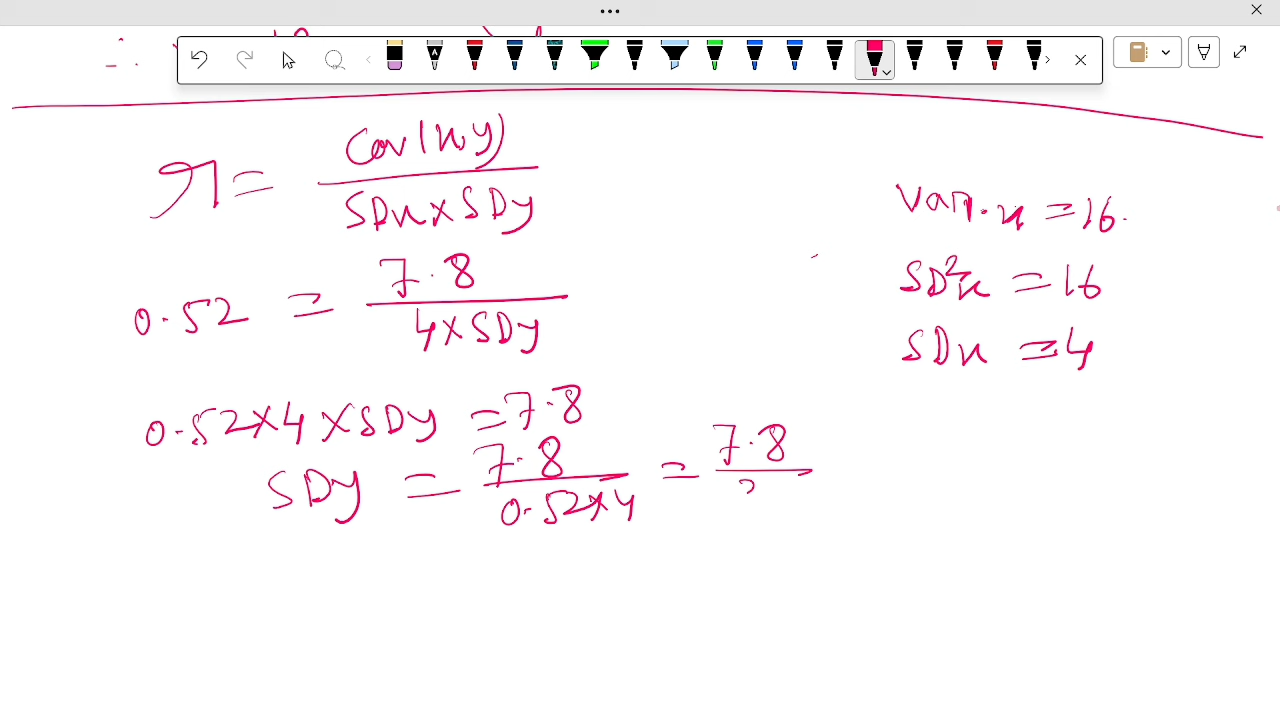 r = Cov(x,y)
SDx × SDy
0.52 = 7.8
4 × SDy
0.52 × 4 × SDy = 7.8
SDy = 7.8 = 7.8
0.52 × 4
Var. x = 16.
SD²x = 16
SDx = 4